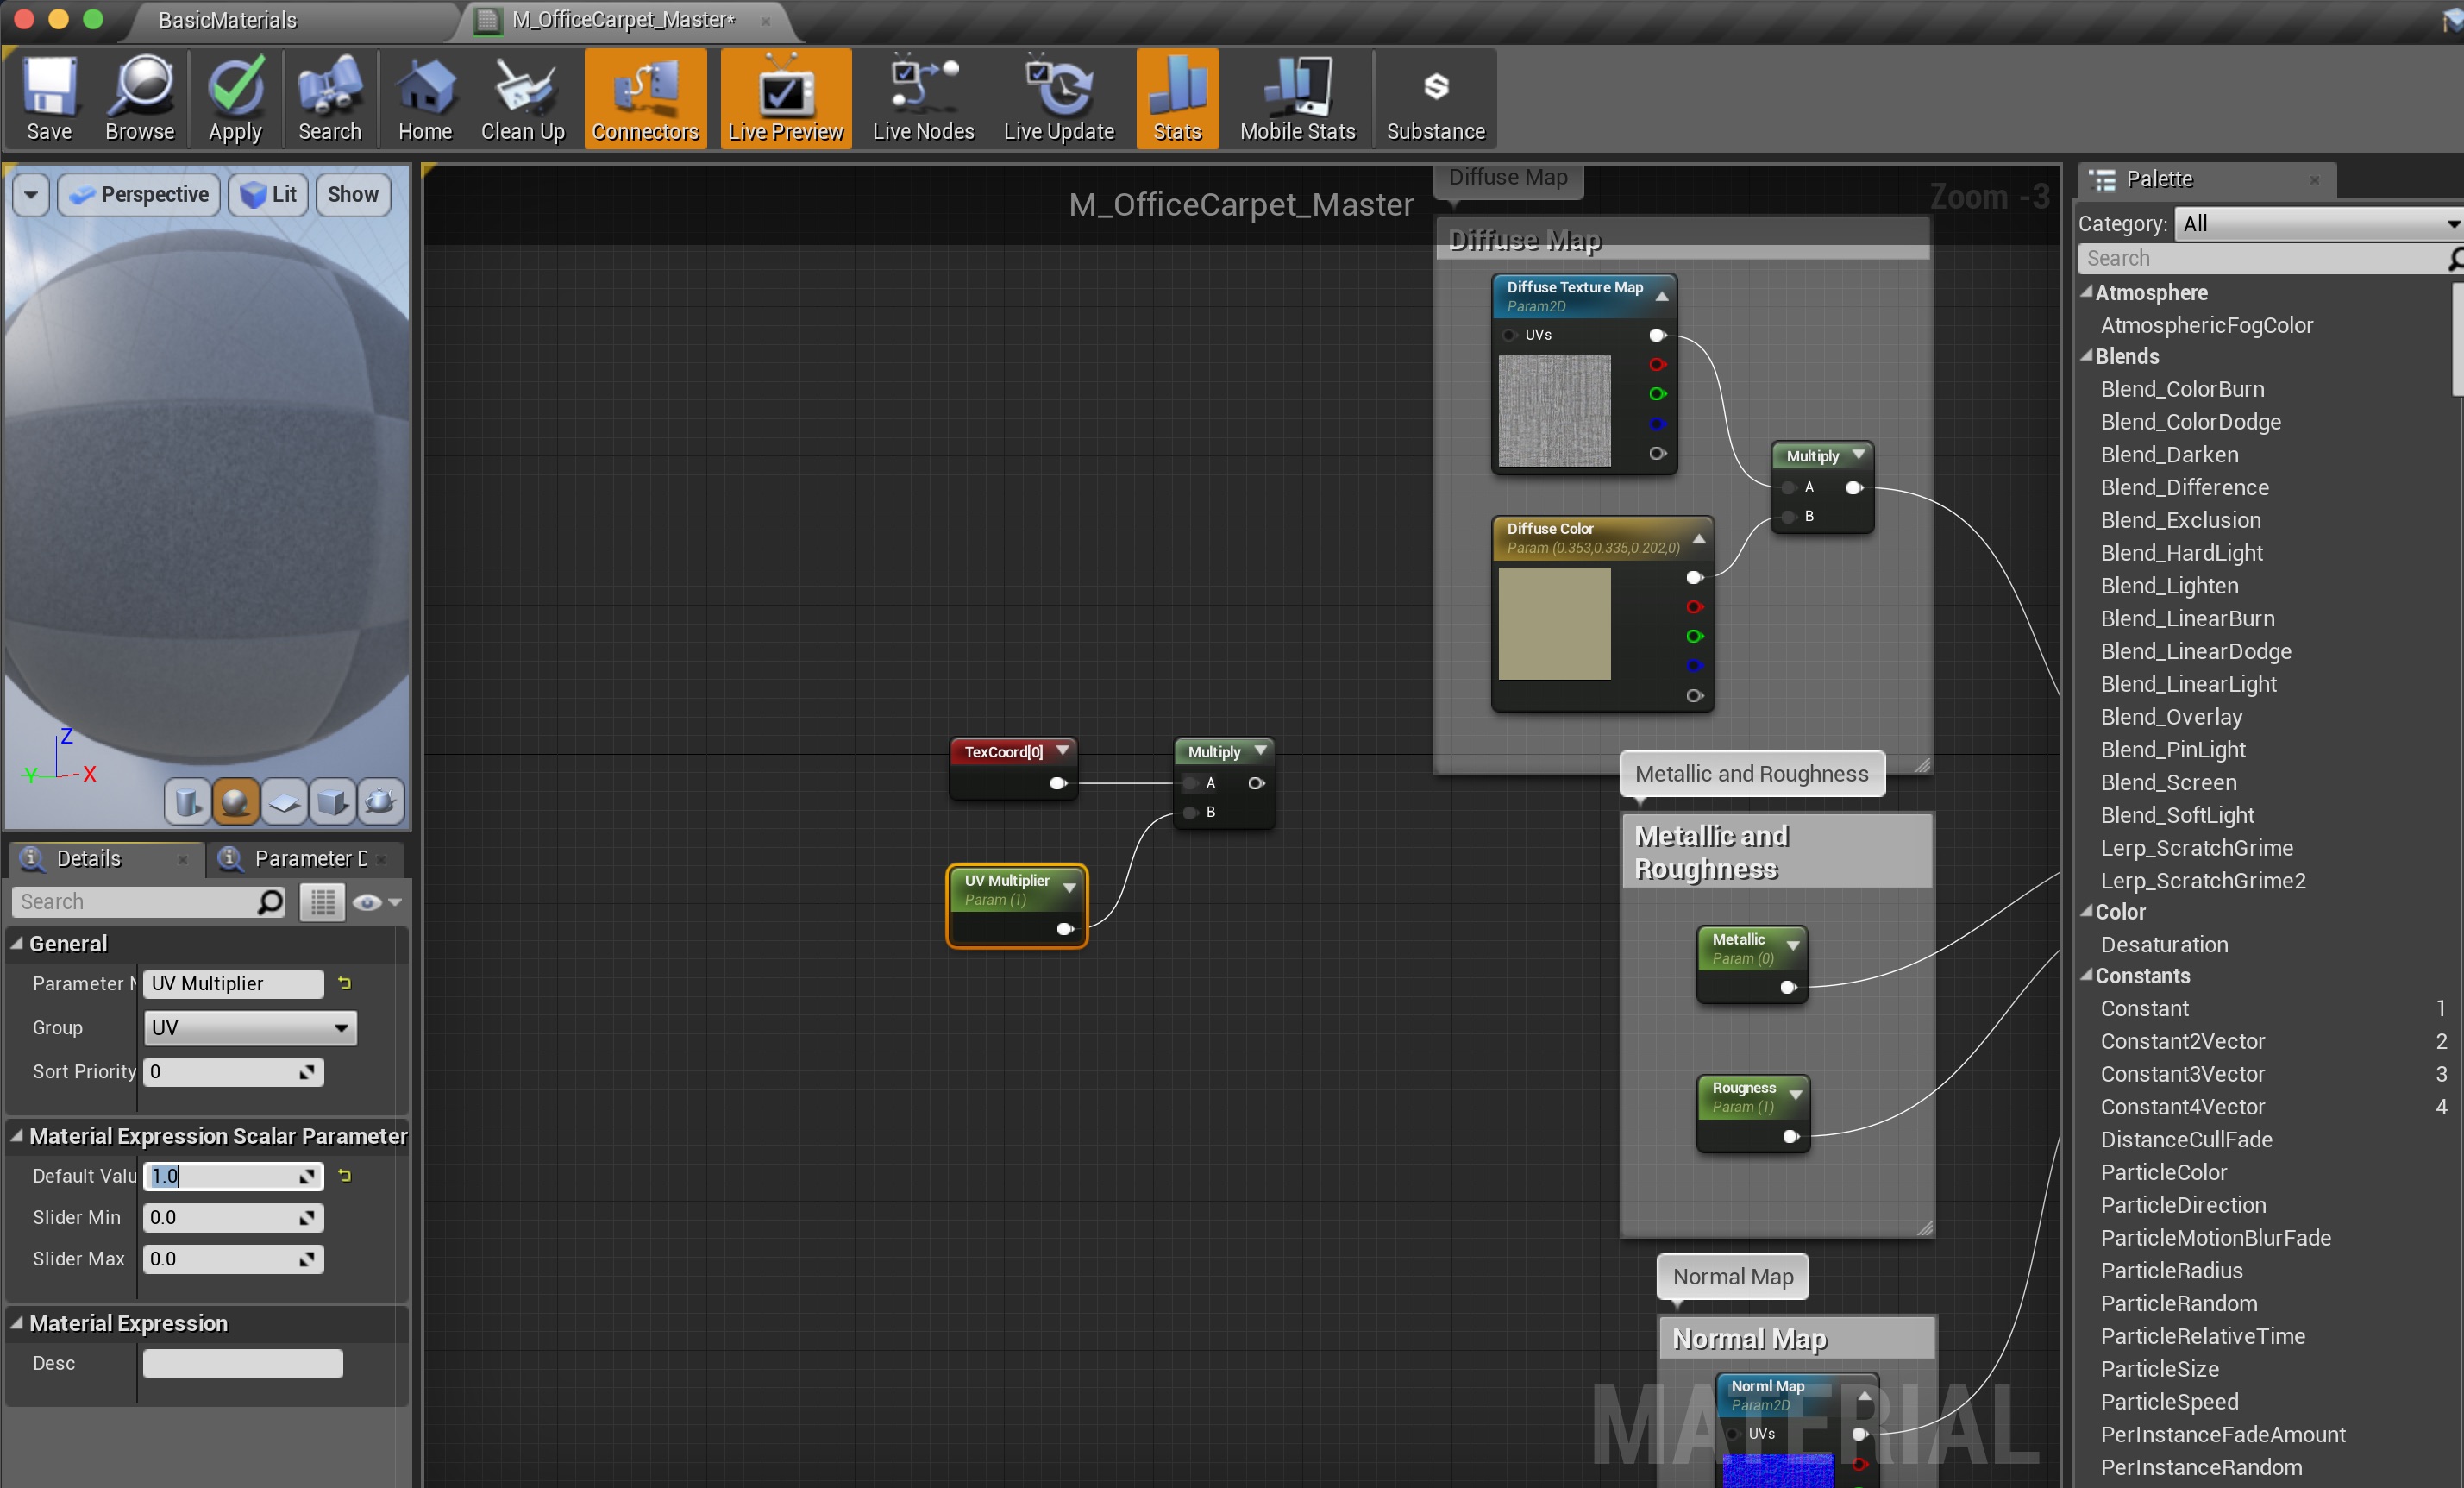 BasicMaterials
M_OfficeCarpet_Master*
Save
Browse
Apply
Search
Home
Clean Up
Connectors
Live Preview
Live Nodes
Live Update
Stats
Mobile Stats
Substance
Perspective
Lit
Show
Z
Y
X
Details
Parameter D
Search
General
Parameter N
UV Multiplier
Group
UV
Sort Priority
0
Material Expression Scalar Parameter
Default Valu
1.0
Slider Min
0.0
Slider Max
0.0
Material Expression
Desc
M_OfficeCarpet_Master
Zoom -3
Diffuse Map
Diffuse Map
Diffuse Texture Map
Param2D
UVs
Multiply
A
B
Diffuse Color
Param (0.353,0.335,0.202,0)
TexCoord[0]
Multiply
A
B
UV Multiplier
Param (1)
Metallic and Roughness
Metallic and
Roughness
Metallic
Param (0)
Rougness
Param (1)
Normal Map
Normal Map
Norml Map
Param2D
UVs
MATERIAL
Palette
Category:
All
Search
Atmosphere
AtmosphericFogColor
Blends
Blend_ColorBurn
Blend_ColorDodge
Blend_Darken
Blend_Difference
Blend_Exclusion
Blend_HardLight
Blend_Lighten
Blend_LinearBurn
Blend_LinearDodge
Blend_LinearLight
Blend_Overlay
Blend_PinLight
Blend_Screen
Blend_SoftLight
Lerp_ScratchGrime
Lerp_ScratchGrime2
Color
Desaturation
Constants
Constant 1
Constant2Vector 2
Constant3Vector 3
Constant4Vector 4
DistanceCullFade
ParticleColor
ParticleDirection
ParticleMotionBlurFade
ParticleRadius
ParticleRandom
ParticleRelativeTime
ParticleSize
ParticleSpeed
PerInstanceFadeAmount
PerInstanceRandom